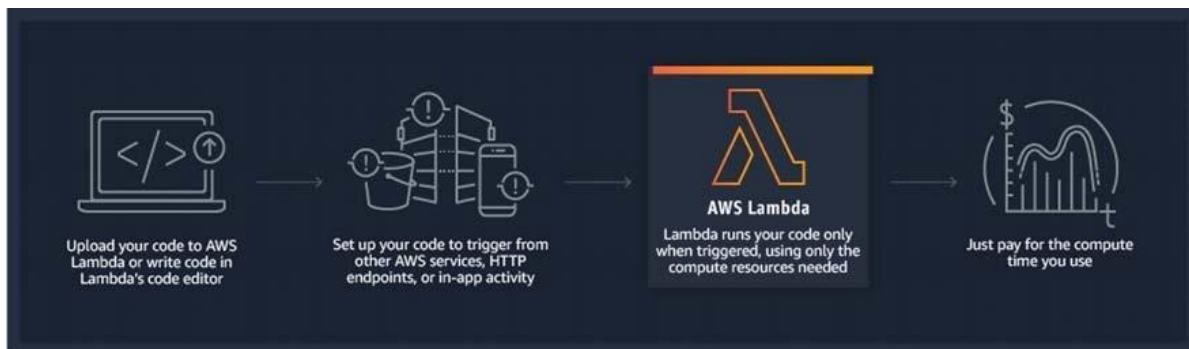 </>
Upload your code to AWS
Lambda or write code in
Lambda's code editor
Set up your code to trigger from
other AWS services, HTTP
endpoints, or in-app activity
AWS Lambda
Lambda runs your code only
when triggered, using only the
compute resources needed
$
t
Just pay for the compute
time you use